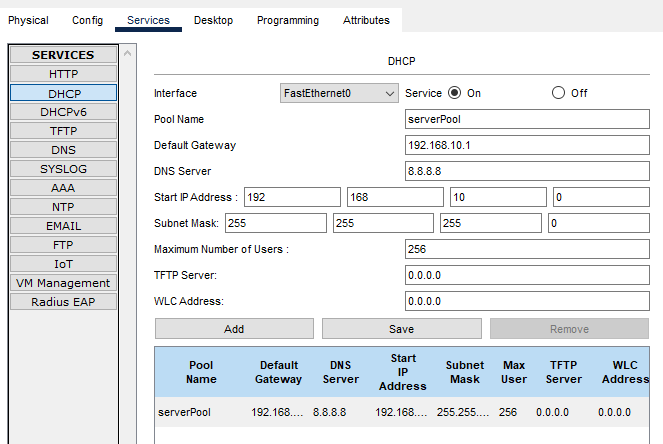 Physical Config Services Desktop Programming Attributes
SERVICES
HTTP
DHCP
DHCPv6
TFTP
DNS
SYSLOG
AAA
NTP
EMAIL
FTP
IoT
VM Management
Radius EAP
DHCP
Interface FastEthernet0 Service On Off
Pool Name serverPool
Default Gateway 192.168.10.1
DNS Server 8.8.8.8
Start IP Address : 192 168 10 0
Subnet Mask: 255 255 255 0
Maximum Number of Users : 256
TFTP Server: 0.0.0.0
WLC Address: 0.0.0.0
Add Save Remove
Pool Name Default Gateway DNS Server Start IP Address Subnet Mask Max User TFTP Server WLC Address
serverPool 192.168.... 8.8.8.8 192.168.... 255.255.... 256 0.0.0.0 0.0.0.0